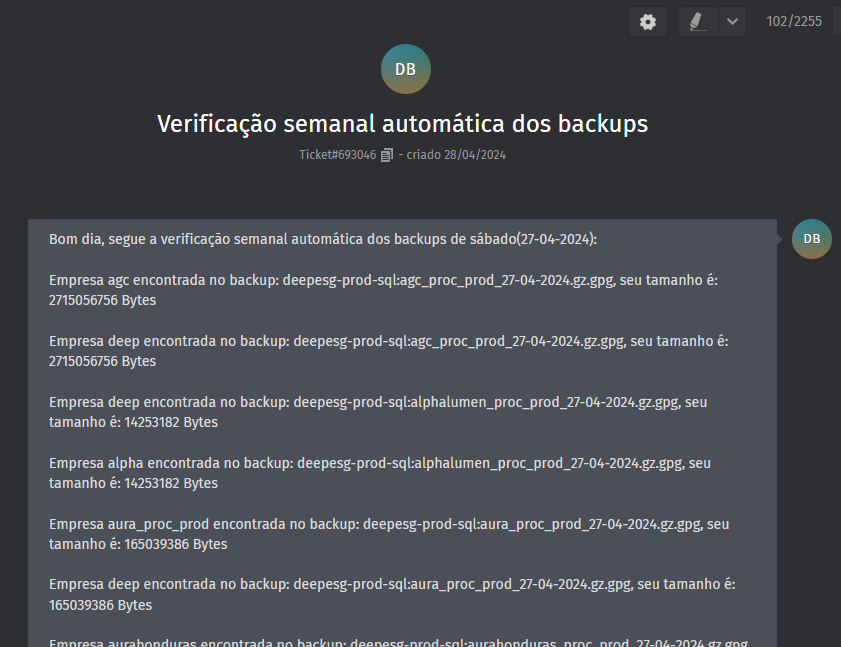 102/2255
DB
Verificação semanal automática dos backups
Ticket#693046 - criado 28/04/2024
DB
Bom dia, segue a verificação semanal automática dos backups de sábado(27-04-2024):
Empresa agc encontrada no backup: deepesg-prod-sql:agc_proc_prod_27-04-2024.gz.gpg, seu tamanho é:
2715056756 Bytes
Empresa deep encontrada no backup: deepesg-prod-sql:agc_proc_prod_27-04-2024.gz.gpg, seu tamanho é:
2715056756 Bytes
Empresa deep encontrada no backup: deepesg-prod-sql:alphalumen_proc_prod_27-04-2024.gz.gpg, seu
tamanho é: 14253182 Bytes
Empresa alpha encontrada no backup: deepesg-prod-sql:alphalumen_proc_prod_27-04-2024.gz.gpg, seu
tamanho é: 14253182 Bytes
Empresa aura_proc_prod encontrada no backup: deepesg-prod-sql:aura_proc_prod_27-04-2024.gz.gpg, seu
tamanho é: 165039386 Bytes
Empresa deep encontrada no backup: deepesg-prod-sql:aura_proc_prod_27-04-2024.gz.gpg, seu tamanho é:
165039386 Bytes
Empresa aurahonduras encontrada no backup: deepesg-prod-sql:aurahonduras_proc_prod_27-04-2024.gz.gpg,